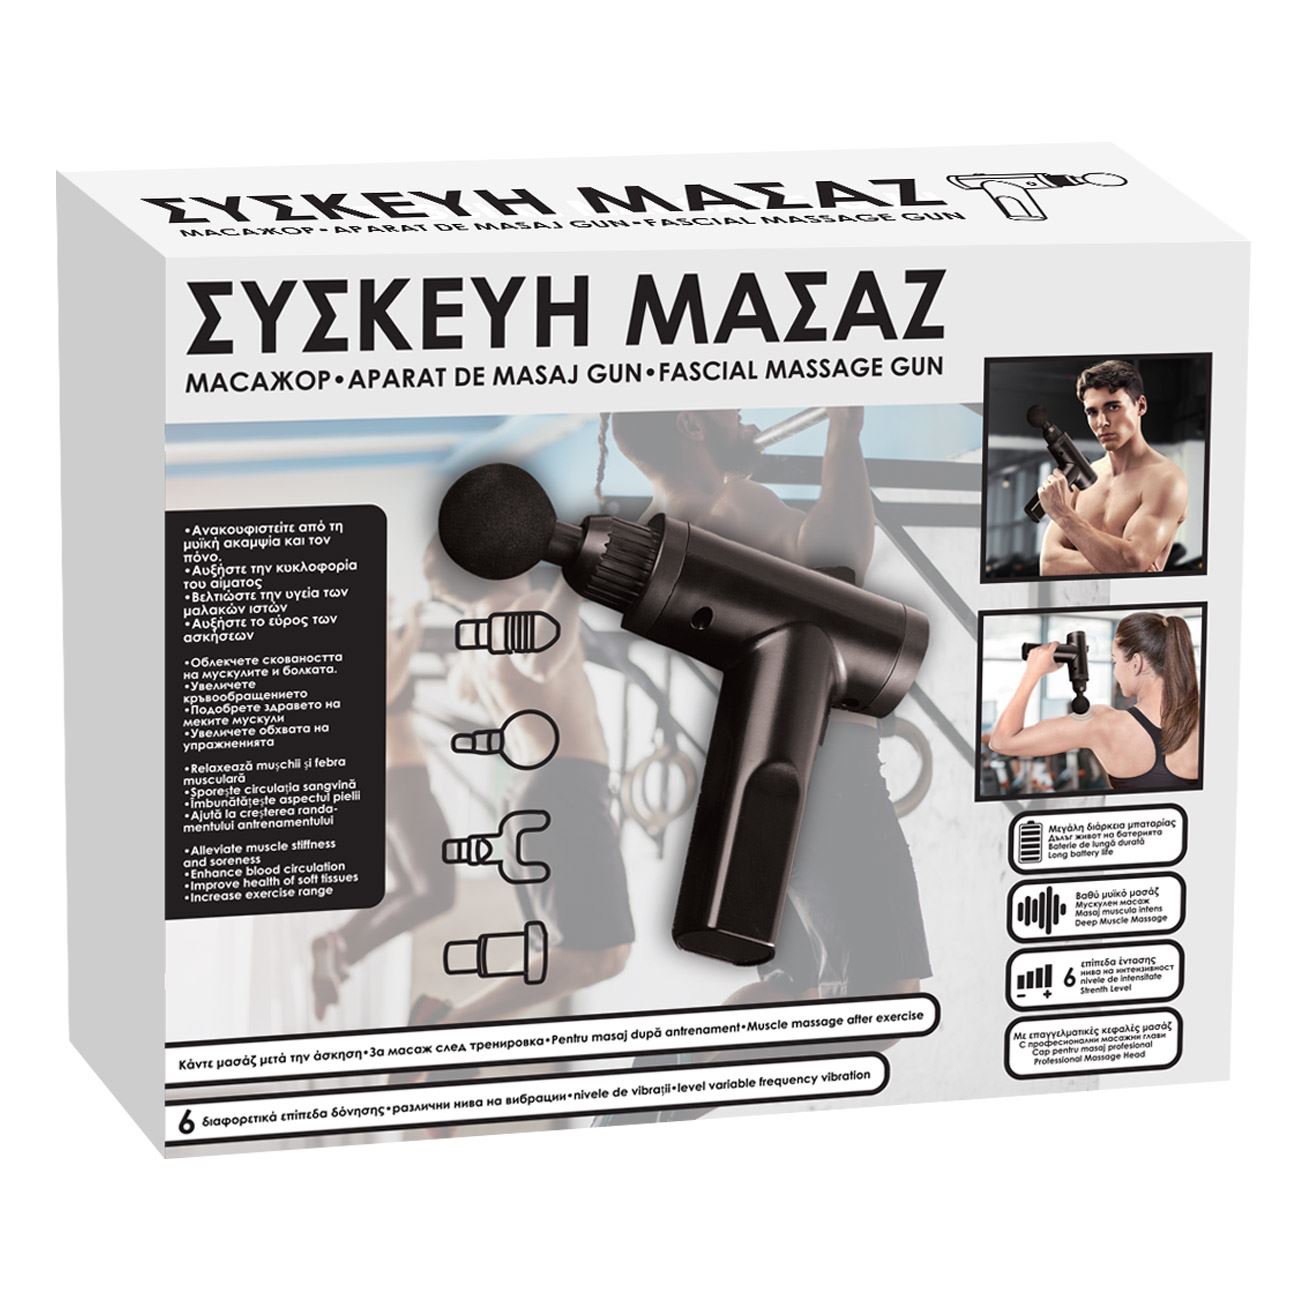 ΣΥΣΚΕΥΗ ΜΑΣΑΖ
МАСАЖОР•APARAT DE MASAJ GUN•FASCIAL MASSAGE GUN
ΣΥΣΚΕΥΗ ΜΑΣΑΖ
МАСАЖОР•APARAT DE MASAJ GUN•FASCIAL MASSAGE GUN
•Ανακουφιστείτε από τη
μυϊκή ακαμψία και τον
πόνο.
•Αυξήστε την κυκλοφορία
του αίματος
•Βελτιώστε την υγεία των
μαλακών ιστών
•Αυξήστε το εύρος των
ασκήσεων
•Облекчете сковаността
на мускулите и болката.
•Увеличете
кръвообращението
•Подобрете здравето на
меките мускули
•Увеличете обхвата на
упражненията
•Relaxează mușchii și febra
musculară
•Sporește circulația sangvină
•Îmbunătățește aspectul pielii
•Ajută la creșterea randa-
mentului antrenamentului
•Alleviate muscle stiffness
and soreness
•Enhance blood circulation
•Improve health of soft tissues
•Increase exercise range
Μεγάλη διάρκεια μπαταρίας
Дълъг живот на батерията
Baterie de lungă durată
Long battery life
Βαθύ μυϊκό μασάζ
Мускулен масаж
Masaj muscula intens
Deep Muscle Massage
6 επίπεδα έντασης
нива на интензивност
nivele de intensitate
Strenth Level
Με επαγγελματικές κεφαλές μασάζ
С професионални масажни глави
Cap pentru masaj profesional
Professional Massage Head
Κάντε μασάζ μετά την άσκηση•За масаж след тренировка•Pentru masaj după antrenament•Muscle massage after exercise
6 διαφορετικά επίπεδα δόνησης•различни нива на вибрации•nivele de vibrații•level variable frequency vibration